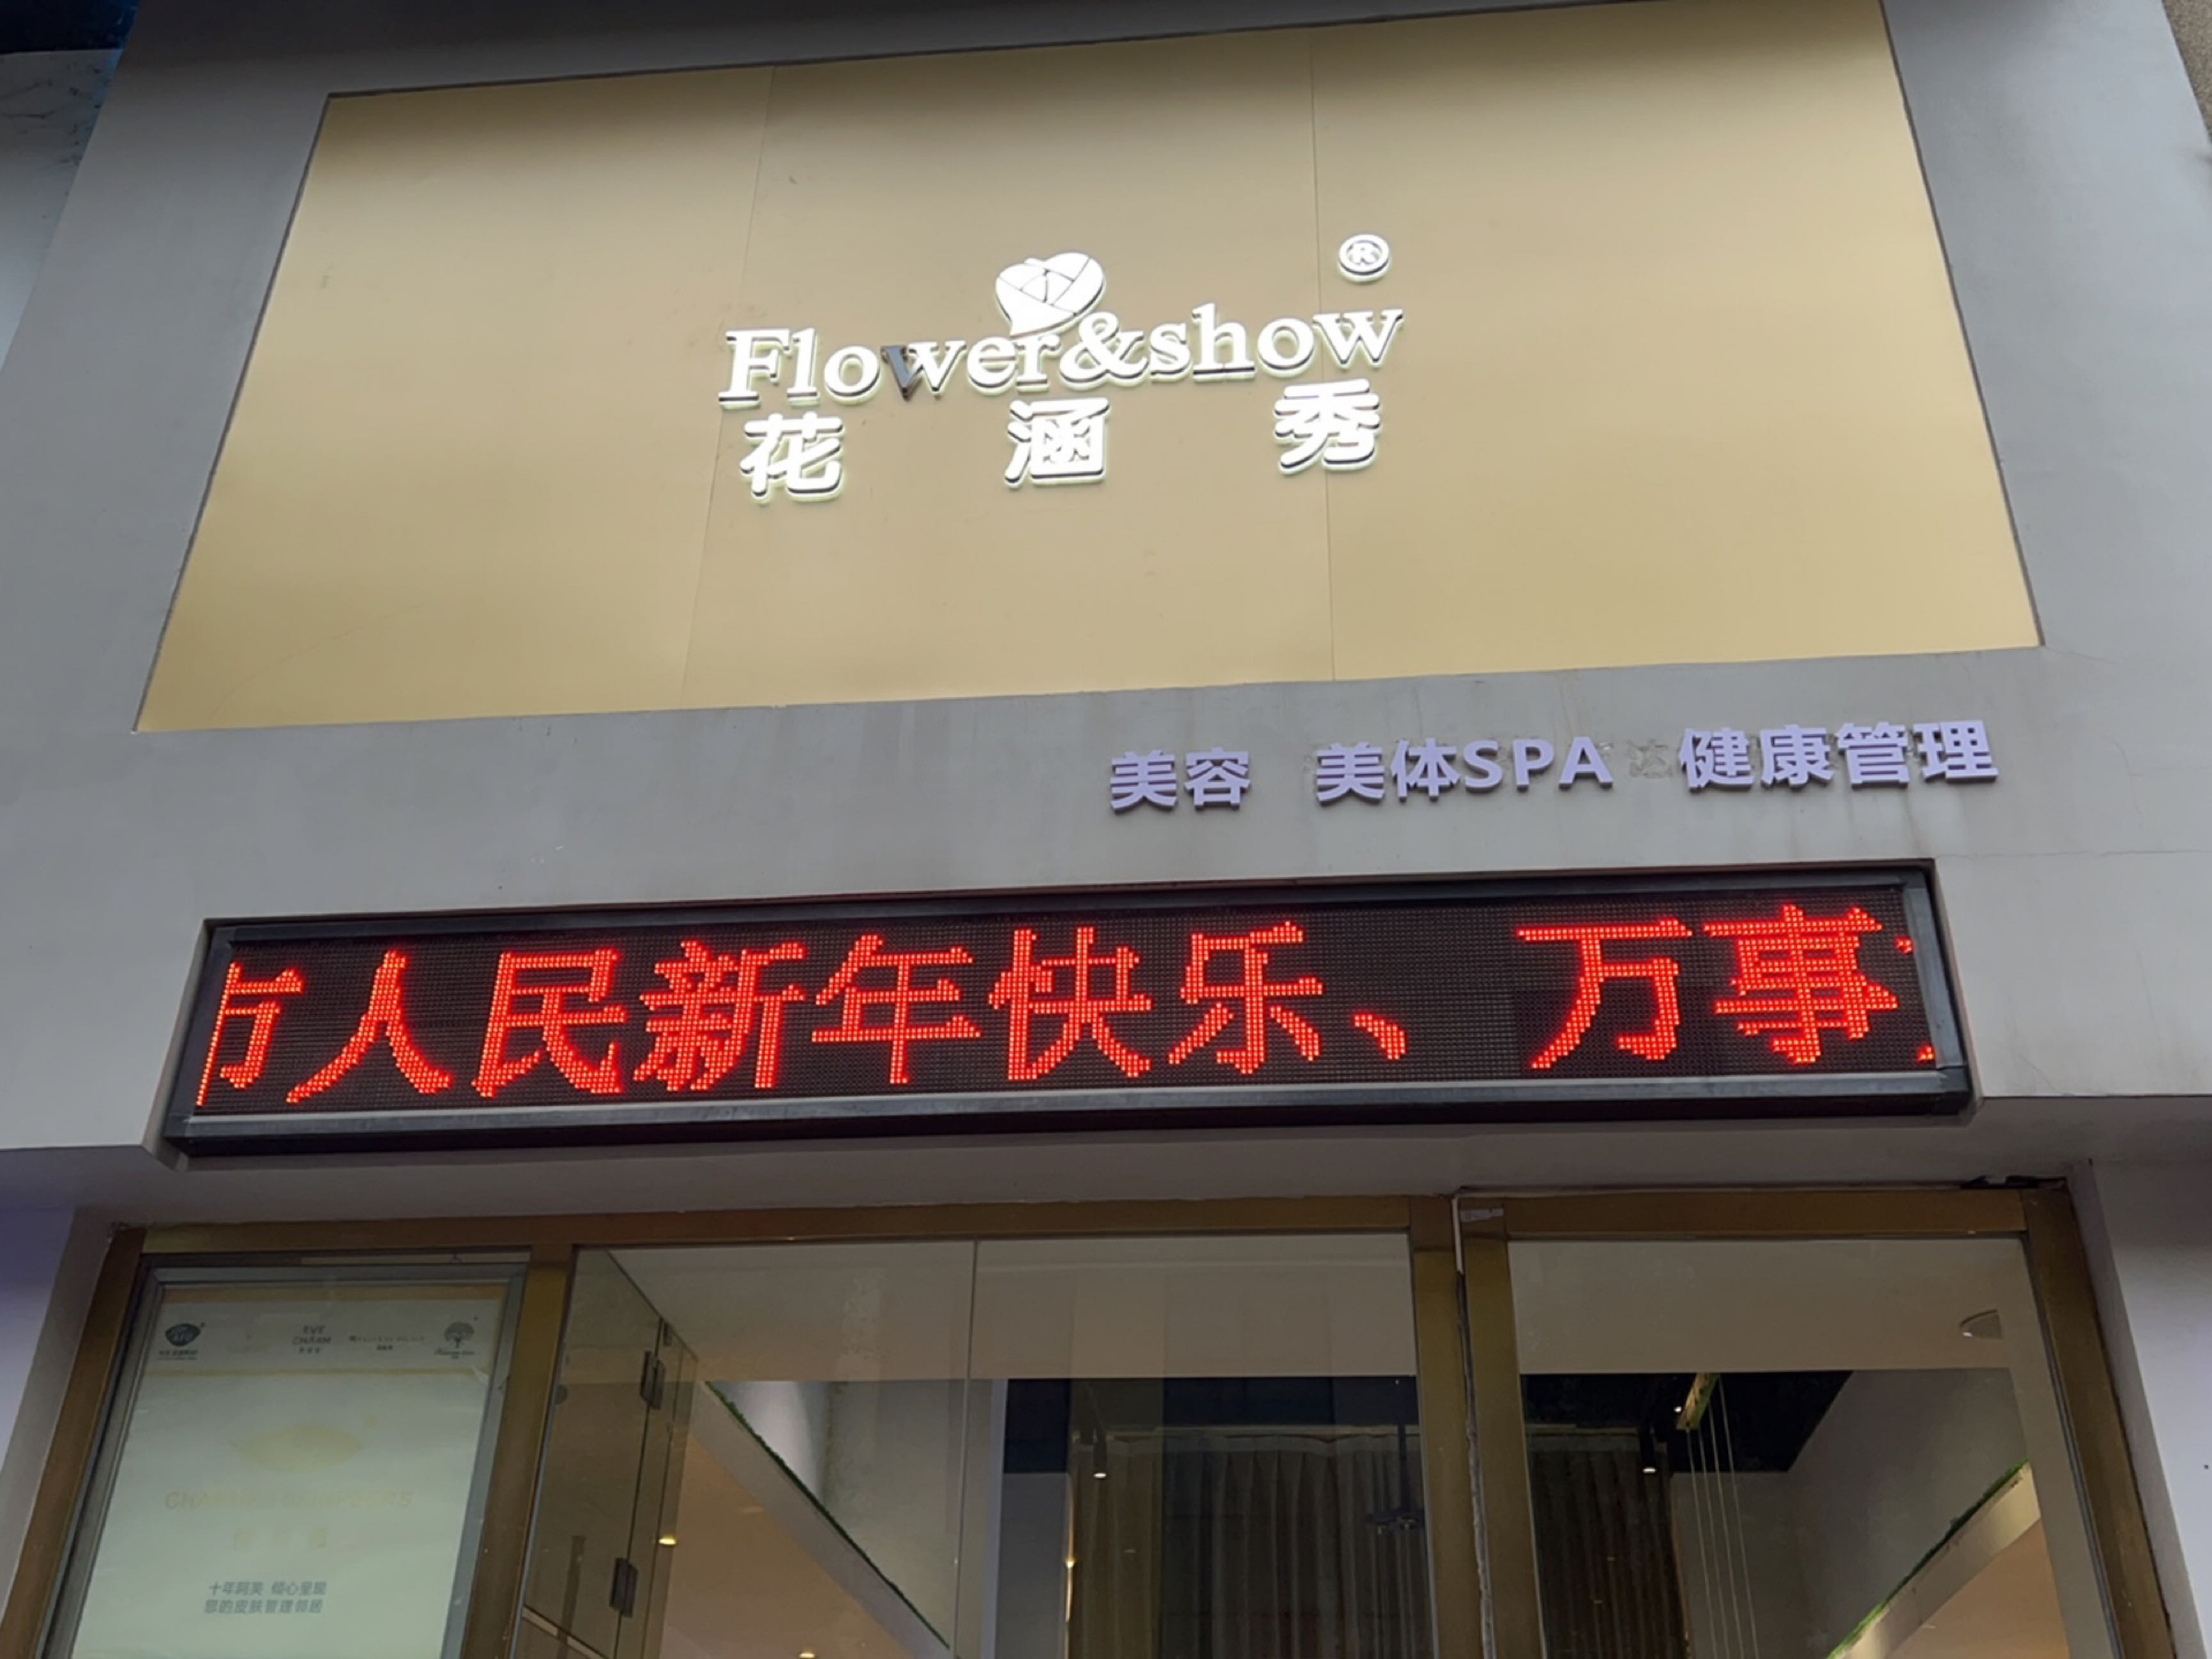 ®
Flower&show
花涵秀
美容 美体SPA 健康管理
人民新年快乐、万事
EVE
CHARM
十年阿芙 倾心呈现
您的皮肤管理邻居